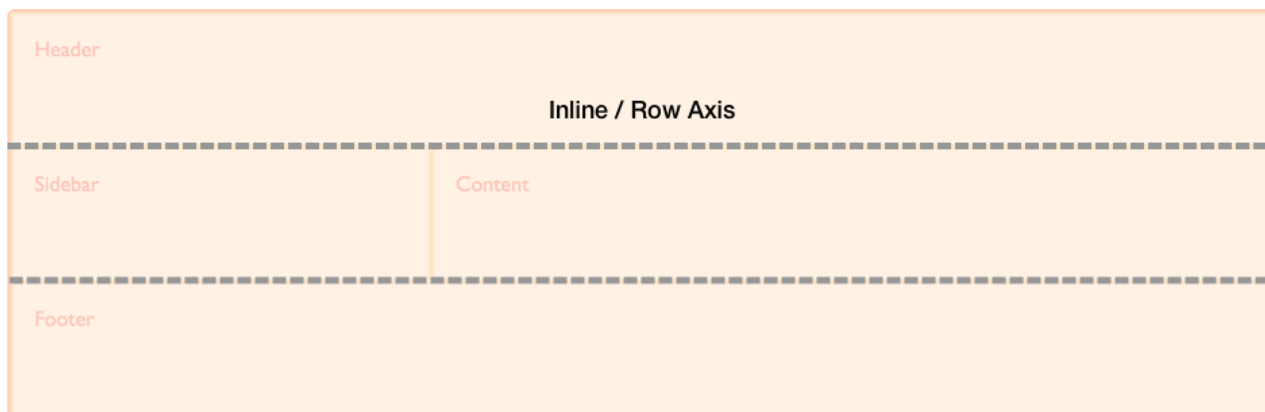 Header
Inline / Row Axis
Sidebar
Content
Footer